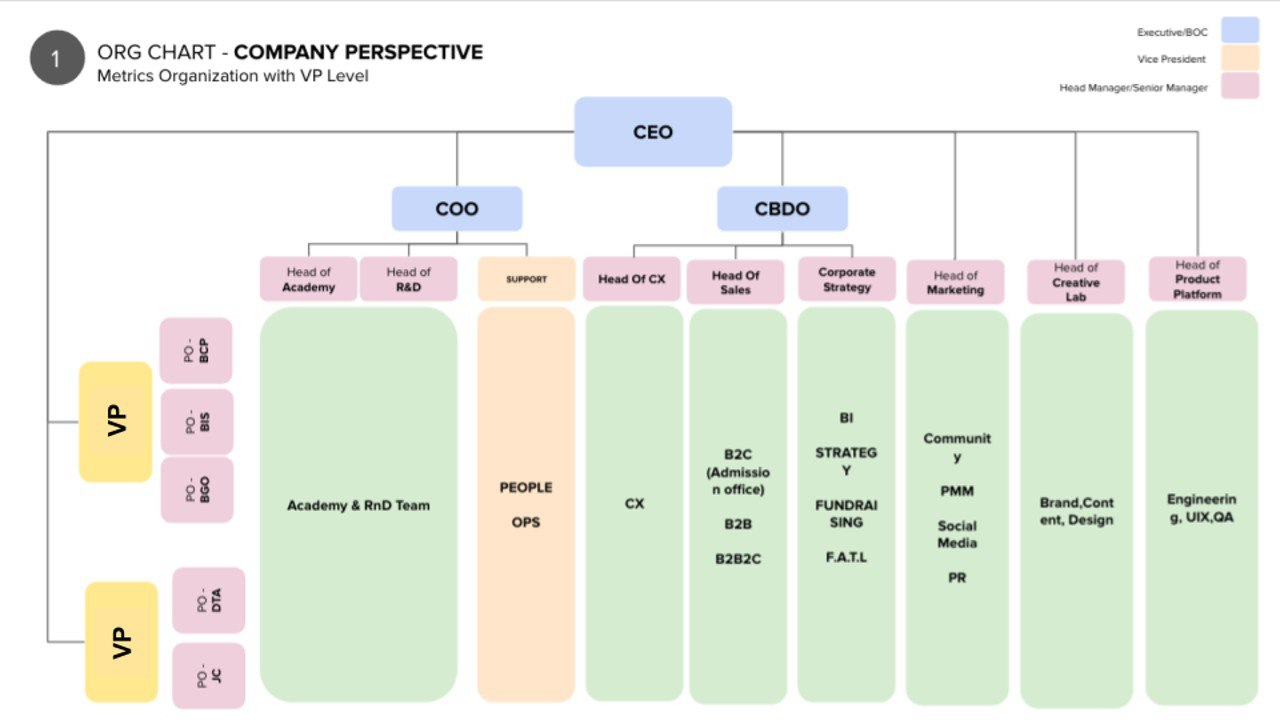 1
ORG CHART - COMPANY PERSPECTIVE
Metrics Organization with VP Level
Executive/BOC
Vice President
Head Manager/Senior Manager
CEO
COO
CBDO
Head of
Academy
Head of
R&D
SUPPORT
Head Of CX
Head Of
Sales
Corporate
Strategy
Head of
Marketing
Head of
Creative
Lab
Head of
Product
Platform
VP
PO -
BCP
PO -
BIS
PO -
BGO
VP
PO -
DTA
PO -
JC
Academy & RnD Team
PEOPLE
OPS
CX
B2C
(Admissio
n office)
B2B
B2B2C
BI
STRATEG
Y
FUNDRAI
SING
F.A.T.L
Communit
y
PMM
Social
Media
PR
Brand,Cont
ent, Design
Engineerin
g, UIX,QA